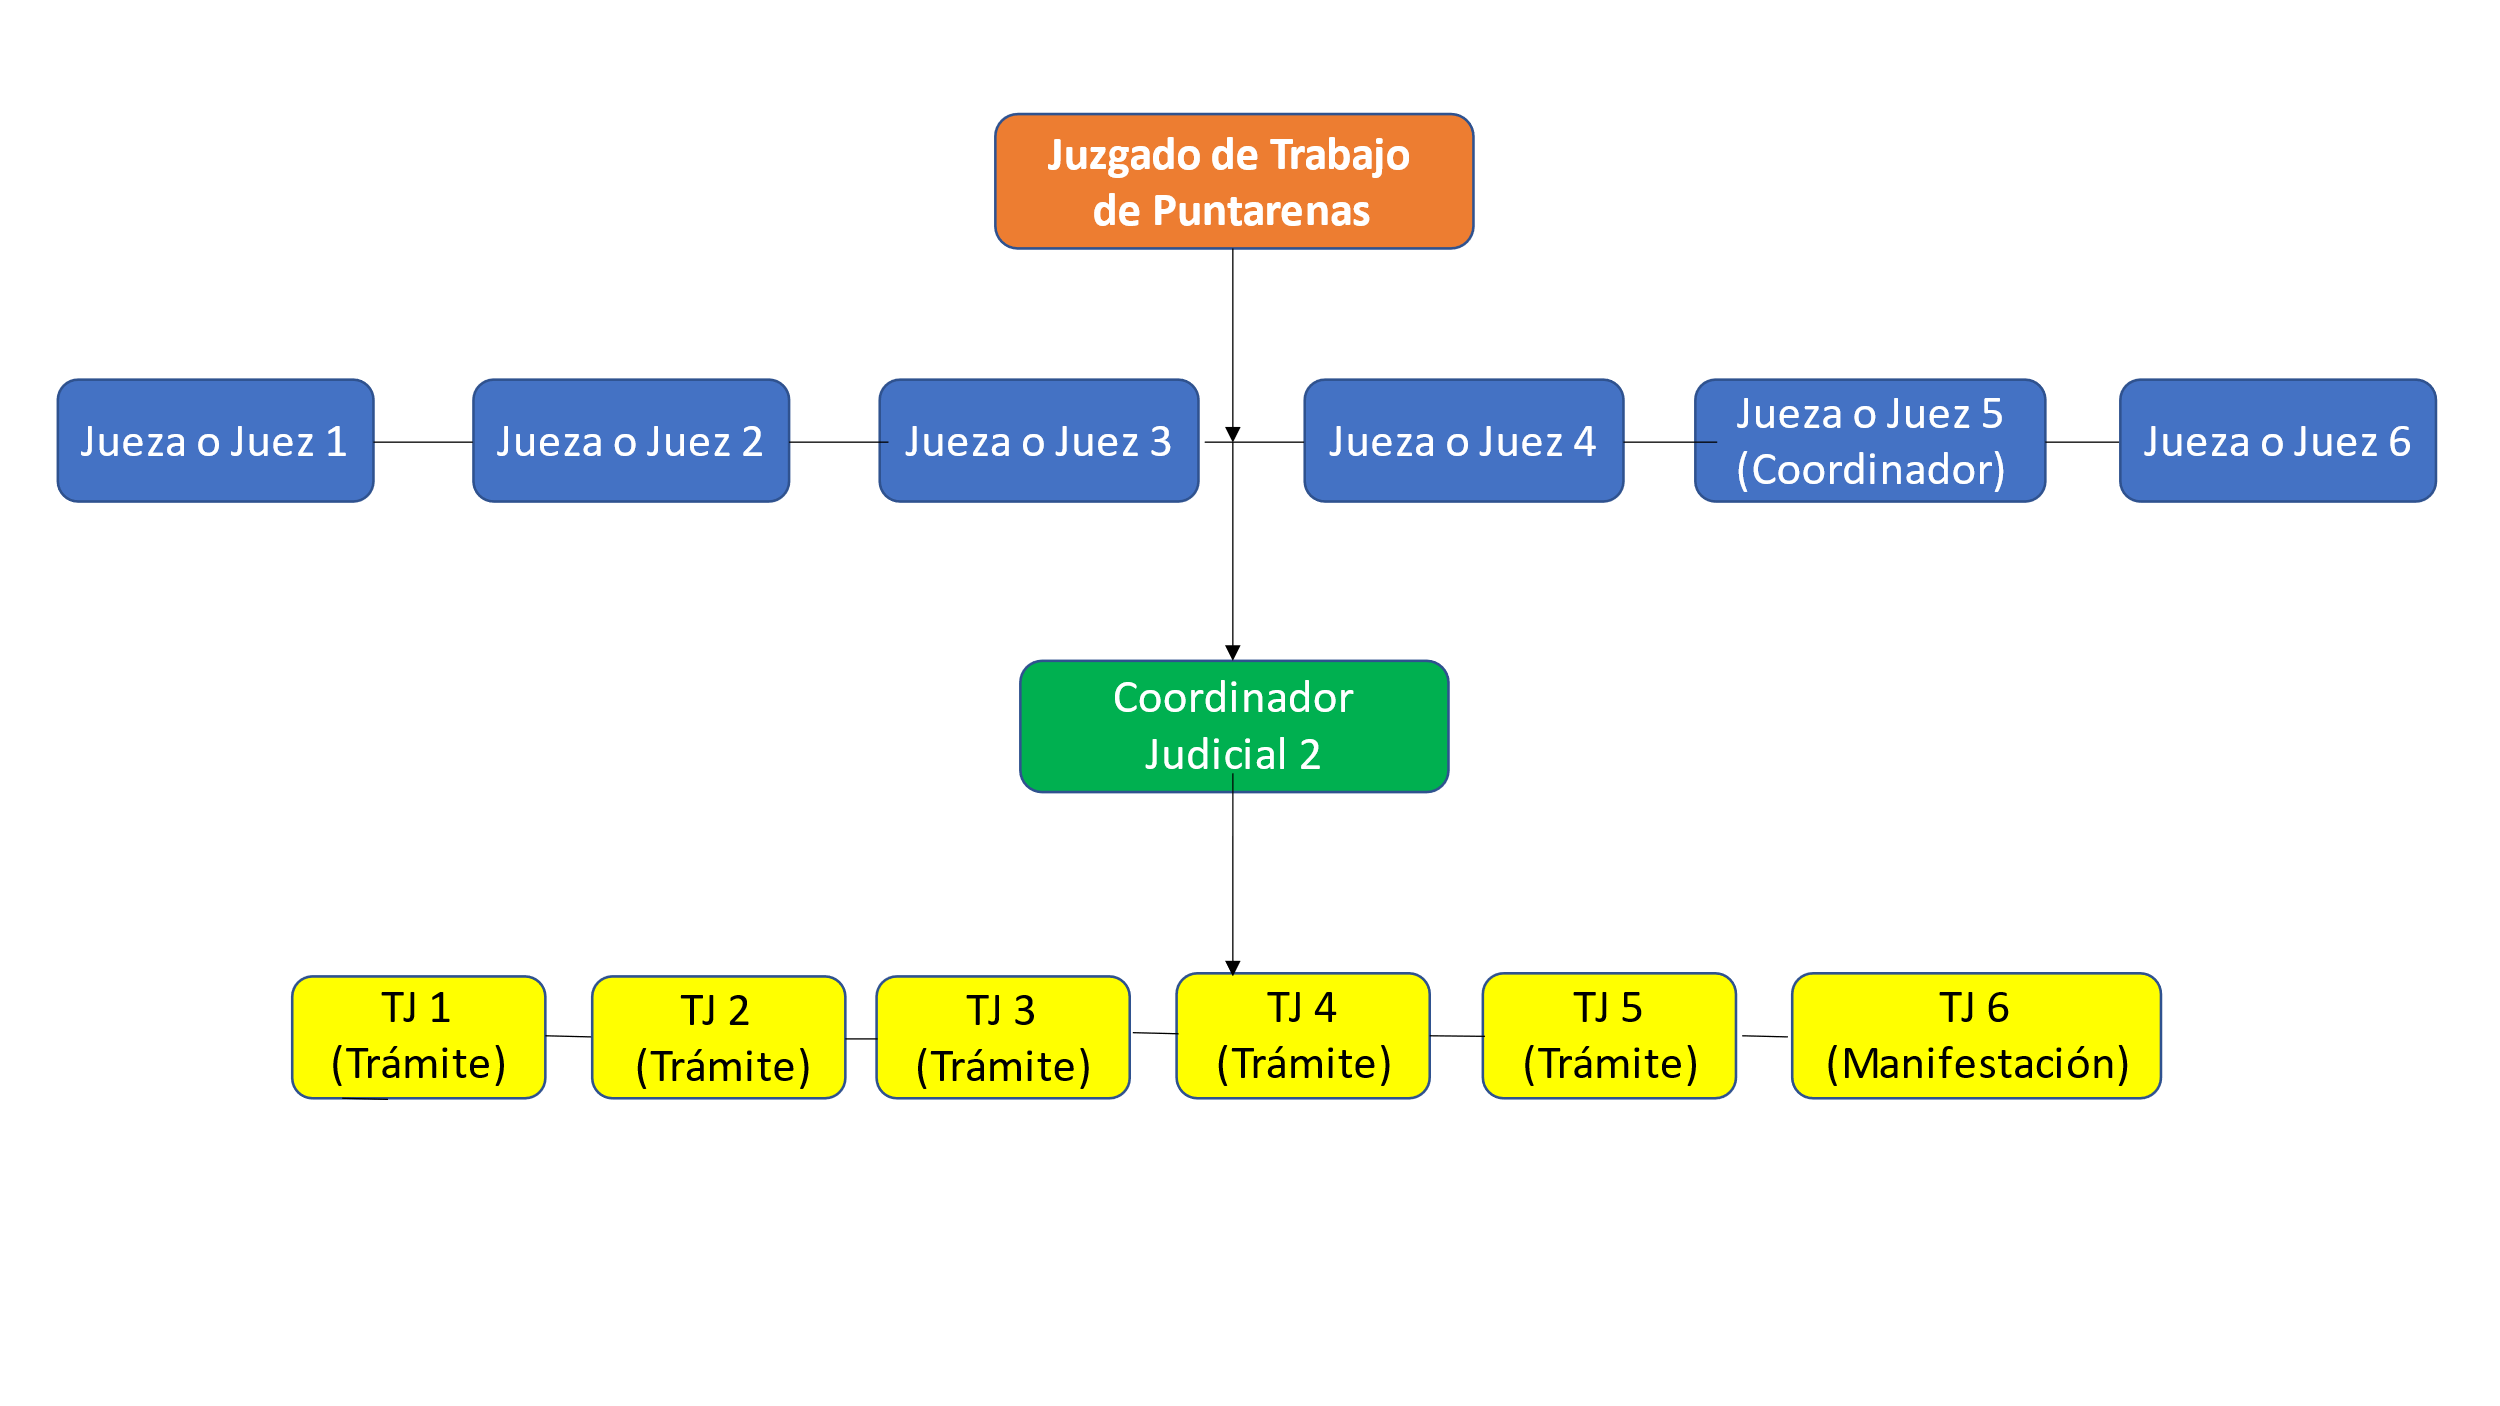 Juzgado de Trabajo
de Puntarenas
Jueza o Juez 1
Jueza o Juez 2
Jueza o Juez 3
Jueza o Juez 4
Jueza o Juez 5
(Coordinador)
Jueza o Juez 6
Coordinador
Judicial 2
TJ 1
(Trámite)
TJ 2
(Trámite)
TJ 3
(Trámite)
TJ 4
(Trámite)
TJ 5
(Trámite)
TJ 6
(Manifestación)